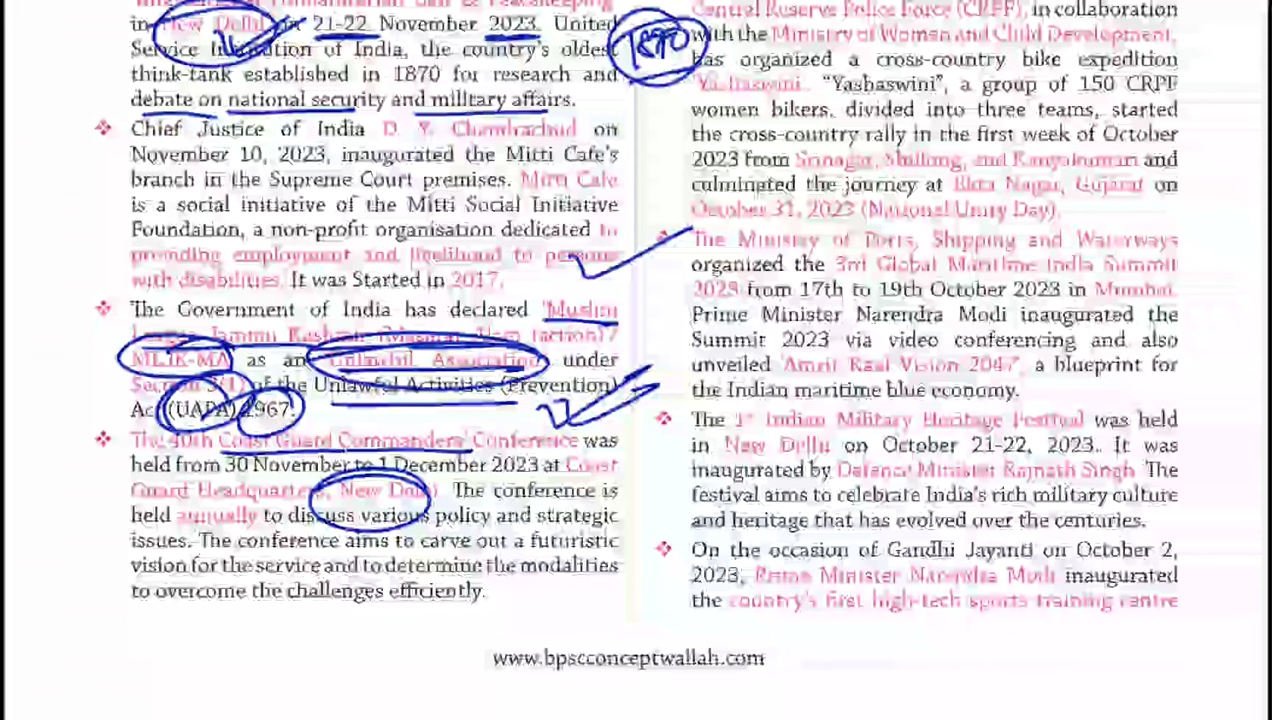 in New Delhi on 21-22 November 2023. United
Service Institution of India, the country's oldest
think-tank established in 1870 for research and
debate on national security and military affairs.
❖ Chief Justice of India D Y Chandrachud on
November 10, 2023, inaugurated the Mitti Cafe's
branch in the Supreme Court premises. Mitti Cafe
is a social initiative of the Mitti Social Initiative
Foundation, a non-profit organisation dedicated to
providing employment and livelihood to persons
with disabilities. It was Started in 2017.
❖ The Government of India has declared 'Muslim
League Jammu Kashmir (Masarat Alam faction)'/
MLJK-MA as an 'Unlawful Association' under
Section 3(1) of the Unlawful Activities (Prevention)
Act (UAPA) 1967.
❖ The 40th Coast Guard Commanders' Conference was
held from 30 November to 1 December 2023 at Coast
Guard Headquarters, New Delhi. The conference is
held annually to discuss various policy and strategic
issues. The conference aims to carve out a futuristic
vision for the service and to determine the modalities
to overcome the challenges efficiently.
1870
Central Reserve Police Force (CRPF), in collaboration
with the Ministry of Women and Child Development,
has organized a cross-country bike expedition
'Yashaswini. "Yashaswini", a group of 150 CRPF
women bikers, divided into three teams, started
the cross-country rally in the first week of October
2023 from Srinagar, Shillong, and Kanyakumari and
culminated the journey at Ekta Nagar, Gujarat on
October 31, 2023 (National Unity Day).
❖ The Ministry of Ports, Shipping and Waterways
organized the 3rd Global Maritime India Summit
2023 from 17th to 19th October 2023 in Mumbai.
Prime Minister Narendra Modi inaugurated the
Summit 2023 via video conferencing and also
unveiled 'Amrit Kaal Vision 2047', a blueprint for
the Indian maritime blue economy.
❖ The 1st Indian Military Heritage Festival was held
in New Delhi on October 21-22, 2023. It was
inaugurated by Defence Minister Rajnath Singh. The
festival aims to celebrate India's rich military culture
and heritage that has evolved over the centuries.
❖ On the occasion of Gandhi Jayanti on October 2,
2023, Prime Minister Narendra Modi inaugurated
the country's first high-tech sports training centre
www.bpscconceptwallah.com